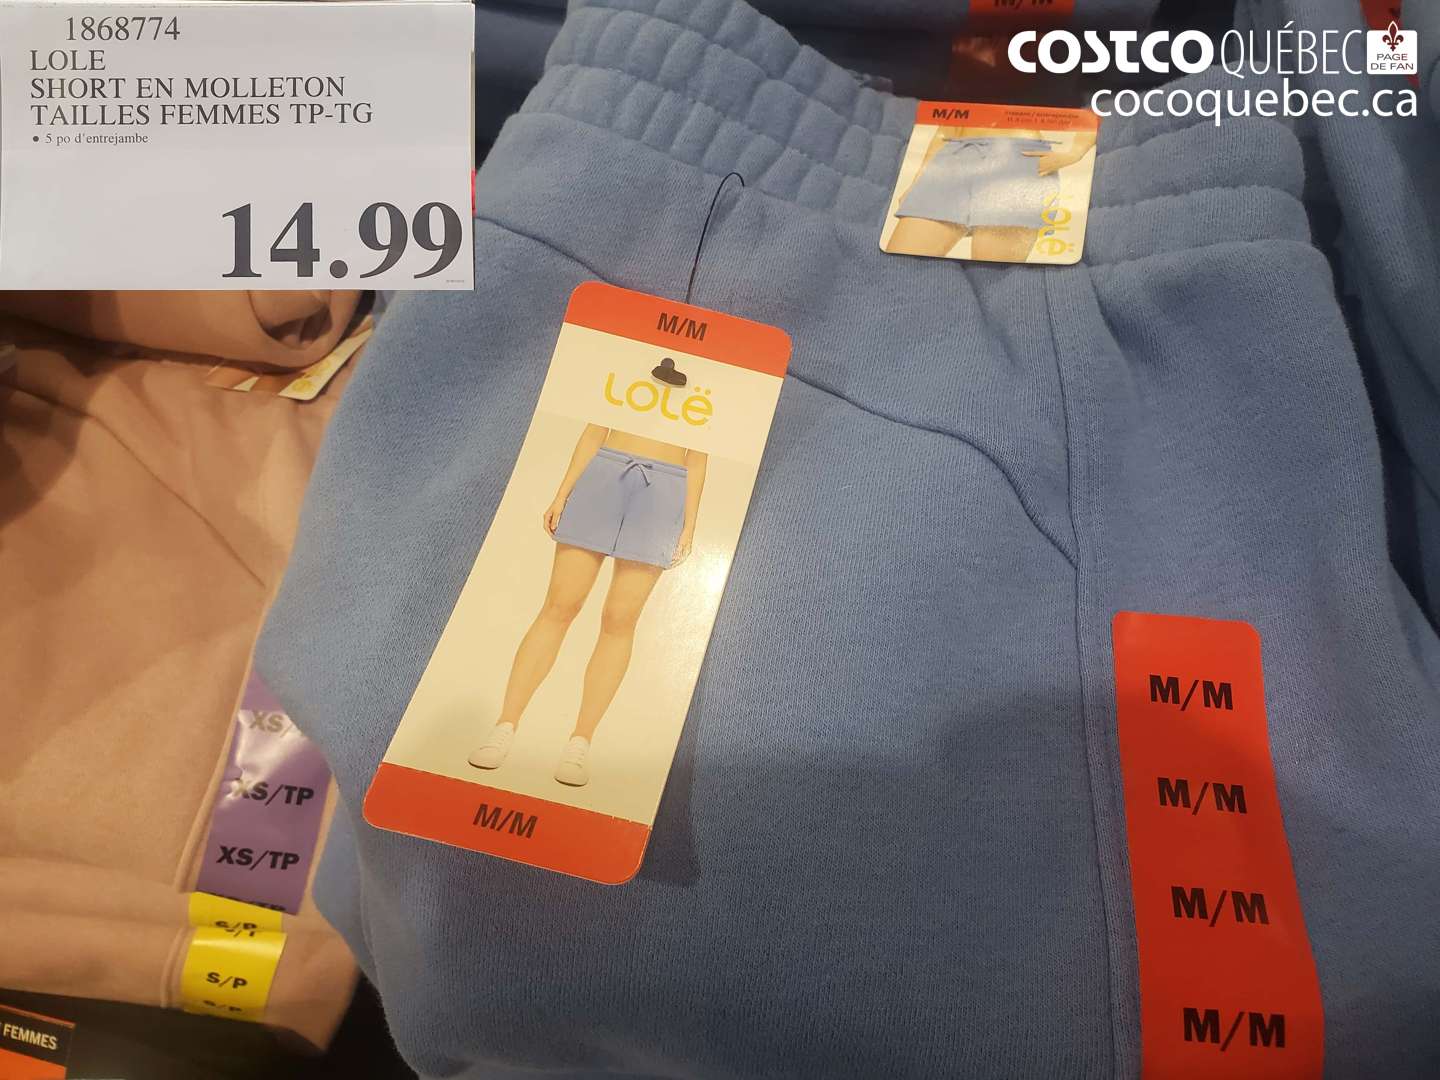 1868774
LOLE
SHORT EN MOLLETON
TAILLES FEMMES TP-TG
• 5 po d'entrejambe
14.99
COSTCO QUÉBEC
PAGE
DE FAN
cocoquebec.ca
M/M
M/M
lolë
M/M
lolë
M/M
M/M
M/M
M/M
M/M
XS/TP
XS/TP
S/P
S/P
FEMMES